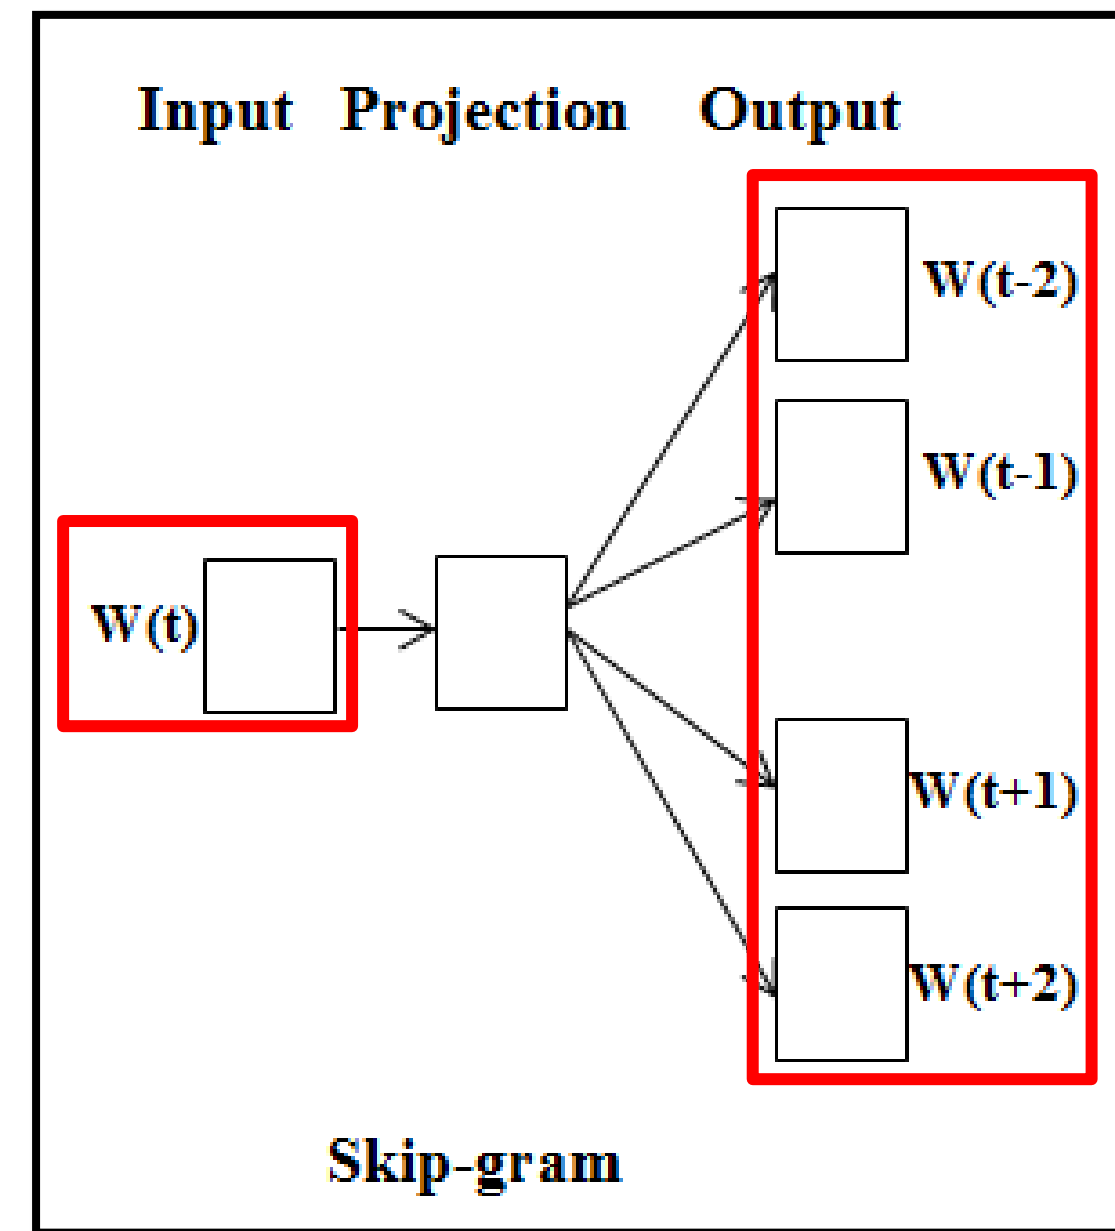 Input Projection Output
W(t-2)
W(t-1)
W(t)
W(t+1)
W(t+2)
Skip-gram